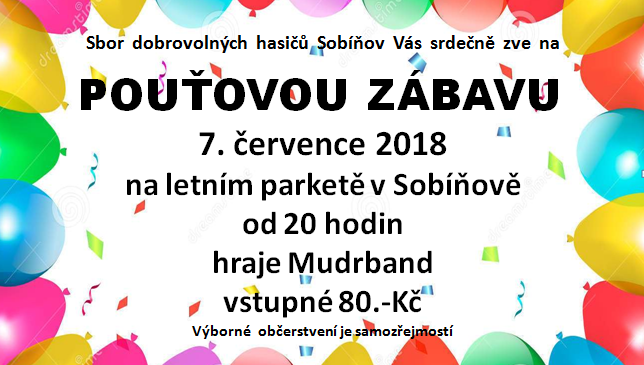 Sbor dobrovolných hasičů Sobíňov Vás srdečně zve na
POUŤOVOU ZÁBAVU
7. července 2018
na letním parketě v Sobíňově
od 20 hodin
hraje Mudrband
vstupné 80.-Kč
Výborné občerstvení je samozřejmostí